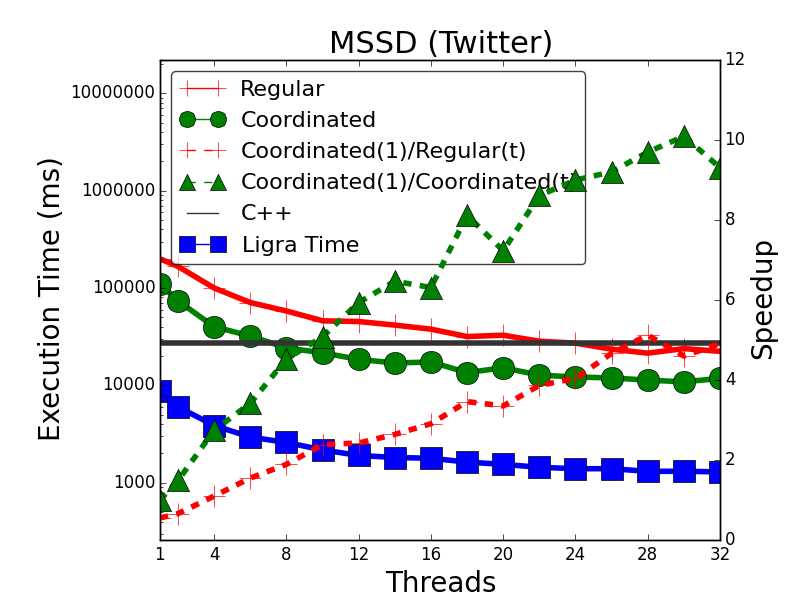 MSSD (Twitter)
Regular
Coordinated
Coordinated(1)/Regular(t)
Coordinated(1)/Coordinated(t)
C++
Ligra Time
Execution Time (ms)
10000000
1000000
100000
10000
1000
Speedup
12
10
8
6
4
2
0
1 4 8 12 16 20 24 28 32
Threads